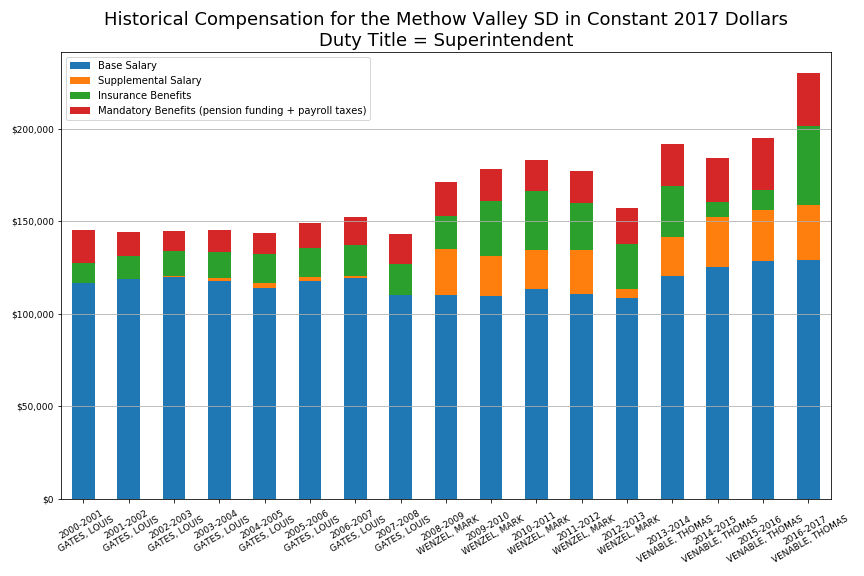 Historical Compensation for the Methow Valley SD in Constant 2017 Dollars
Duty Title = Superintendent
Base Salary
Supplemental Salary
Insurance Benefits
Mandatory Benefits (pension funding + payroll taxes)
$200,000
$150,000
$100,000
$50,000
$0
2000-2001
GATES, LOUIS
2001-2002
GATES, LOUIS
2002-2003
GATES, LOUIS
2003-2004
GATES, LOUIS
2004-2005
GATES, LOUIS
2005-2006
GATES, LOUIS
2006-2007
GATES, LOUIS
2007-2008
GATES, LOUIS
2008-2009
WENZEL, MARK
2009-2010
WENZEL, MARK
2010-2011
WENZEL, MARK
2011-2012
WENZEL, MARK
2012-2013
WENZEL, MARK
2013-2014
VENABLE, THOMAS
2014-2015
VENABLE, THOMAS
2015-2016
VENABLE, THOMAS
2016-2017
VENABLE, THOMAS